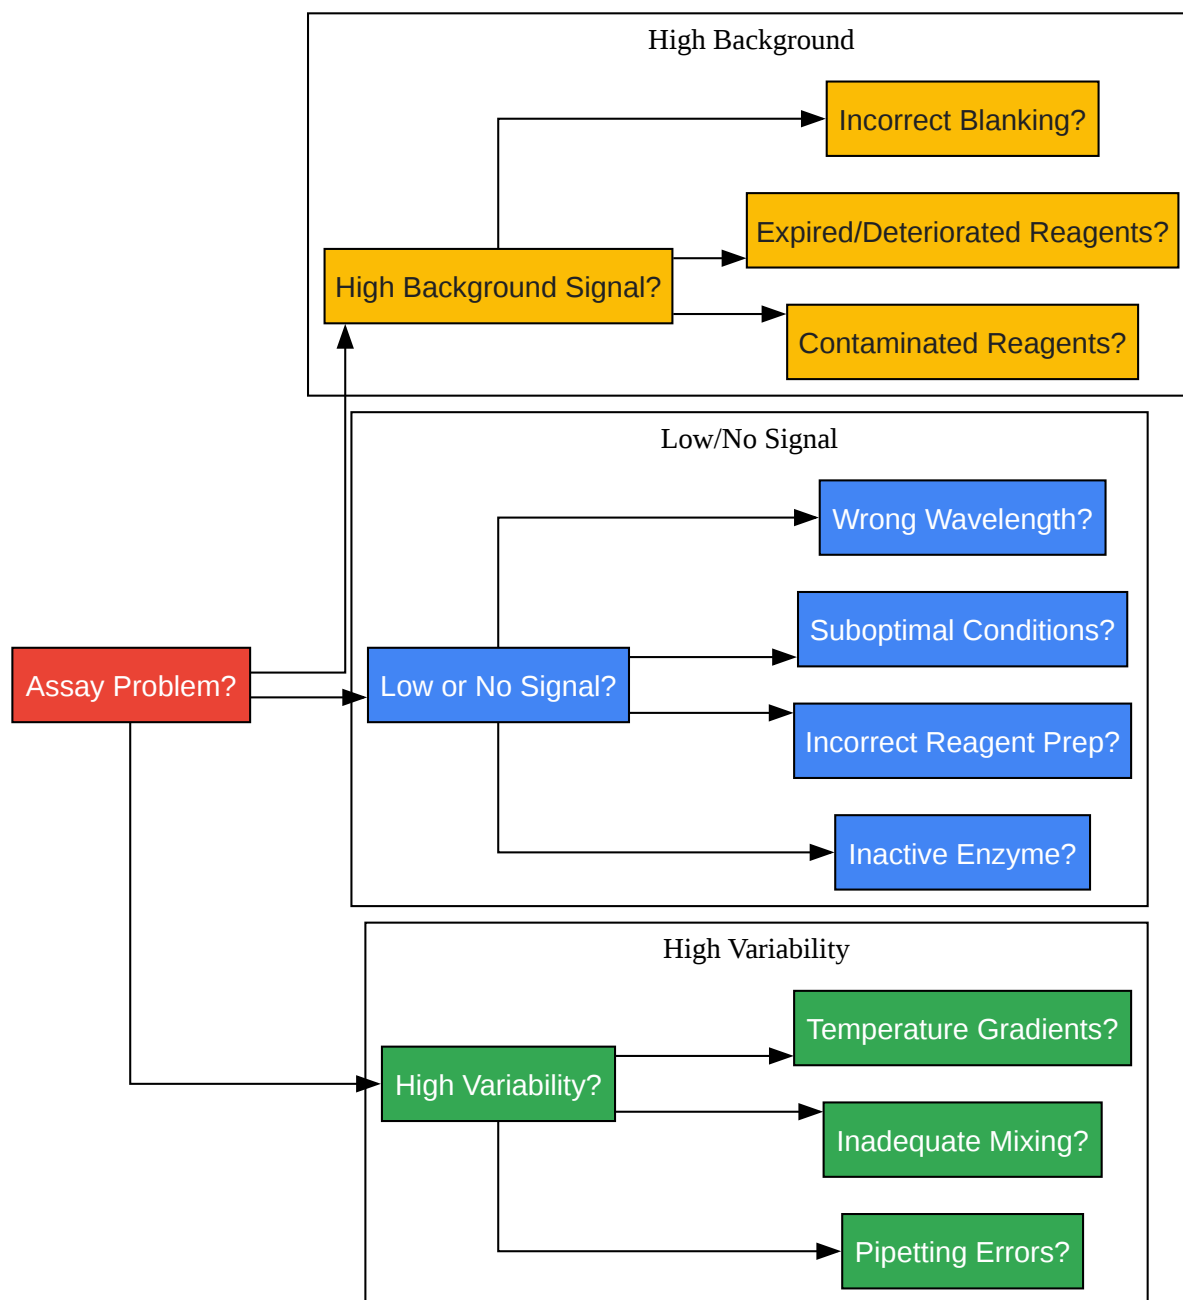 High Background
Incorrect Blanking?
Expired/Deteriorated Reagents?
High Background Signal?
Contaminated Reagents?
Low/No Signal
Wrong Wavelength?
Suboptimal Conditions?
Assay Problem?
Low or No Signal?
Incorrect Reagent Prep?
Inactive Enzyme?
High Variability
Temperature Gradients?
High Variability?
Inadequate Mixing?
Pipetting Errors?